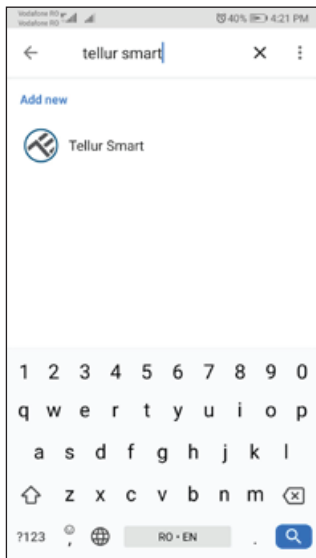 Vodafone RO
Vodafone RO
40% 4:21 PM
tellur smart
Add new
Tellur Smart
1 2 3 4 5 6 7 8 9 0
q w e r t y u i o p
a s d f g h j k l
z x c v b n m
?123 , RO • EN .